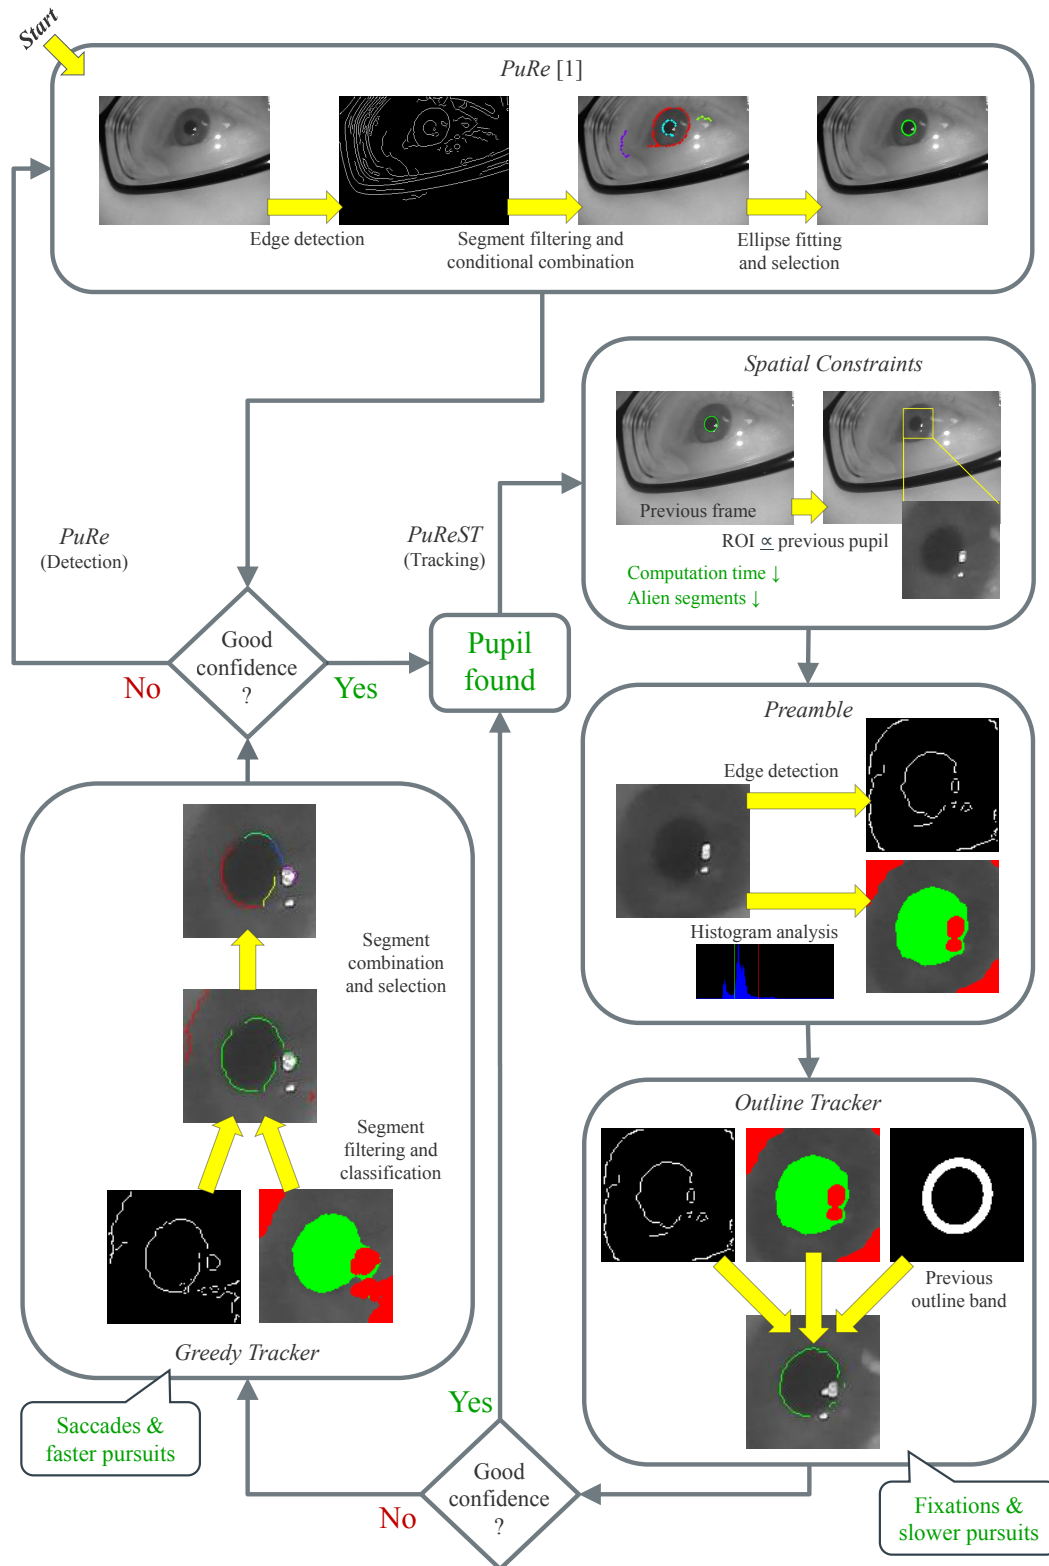 Start
PuRe [1]
Edge detection
Segment filtering and
conditional combination
Ellipse fitting
and selection
Spatial Constraints
Previous frame
ROI ∝ previous pupil
Computation time ↓
Alien segments ↓
PuRe
(Detection)
PuReST
(Tracking)
Good
confidence
?
No
Yes
Pupil
found
Preamble
Edge detection
Histogram analysis
Segment
combination
and selection
Segment
filtering and
classification
Greedy Tracker
Saccades &
faster pursuits
Outline Tracker
Previous
outline band
Yes
Good
confidence
?
No
Fixations &
slower pursuits